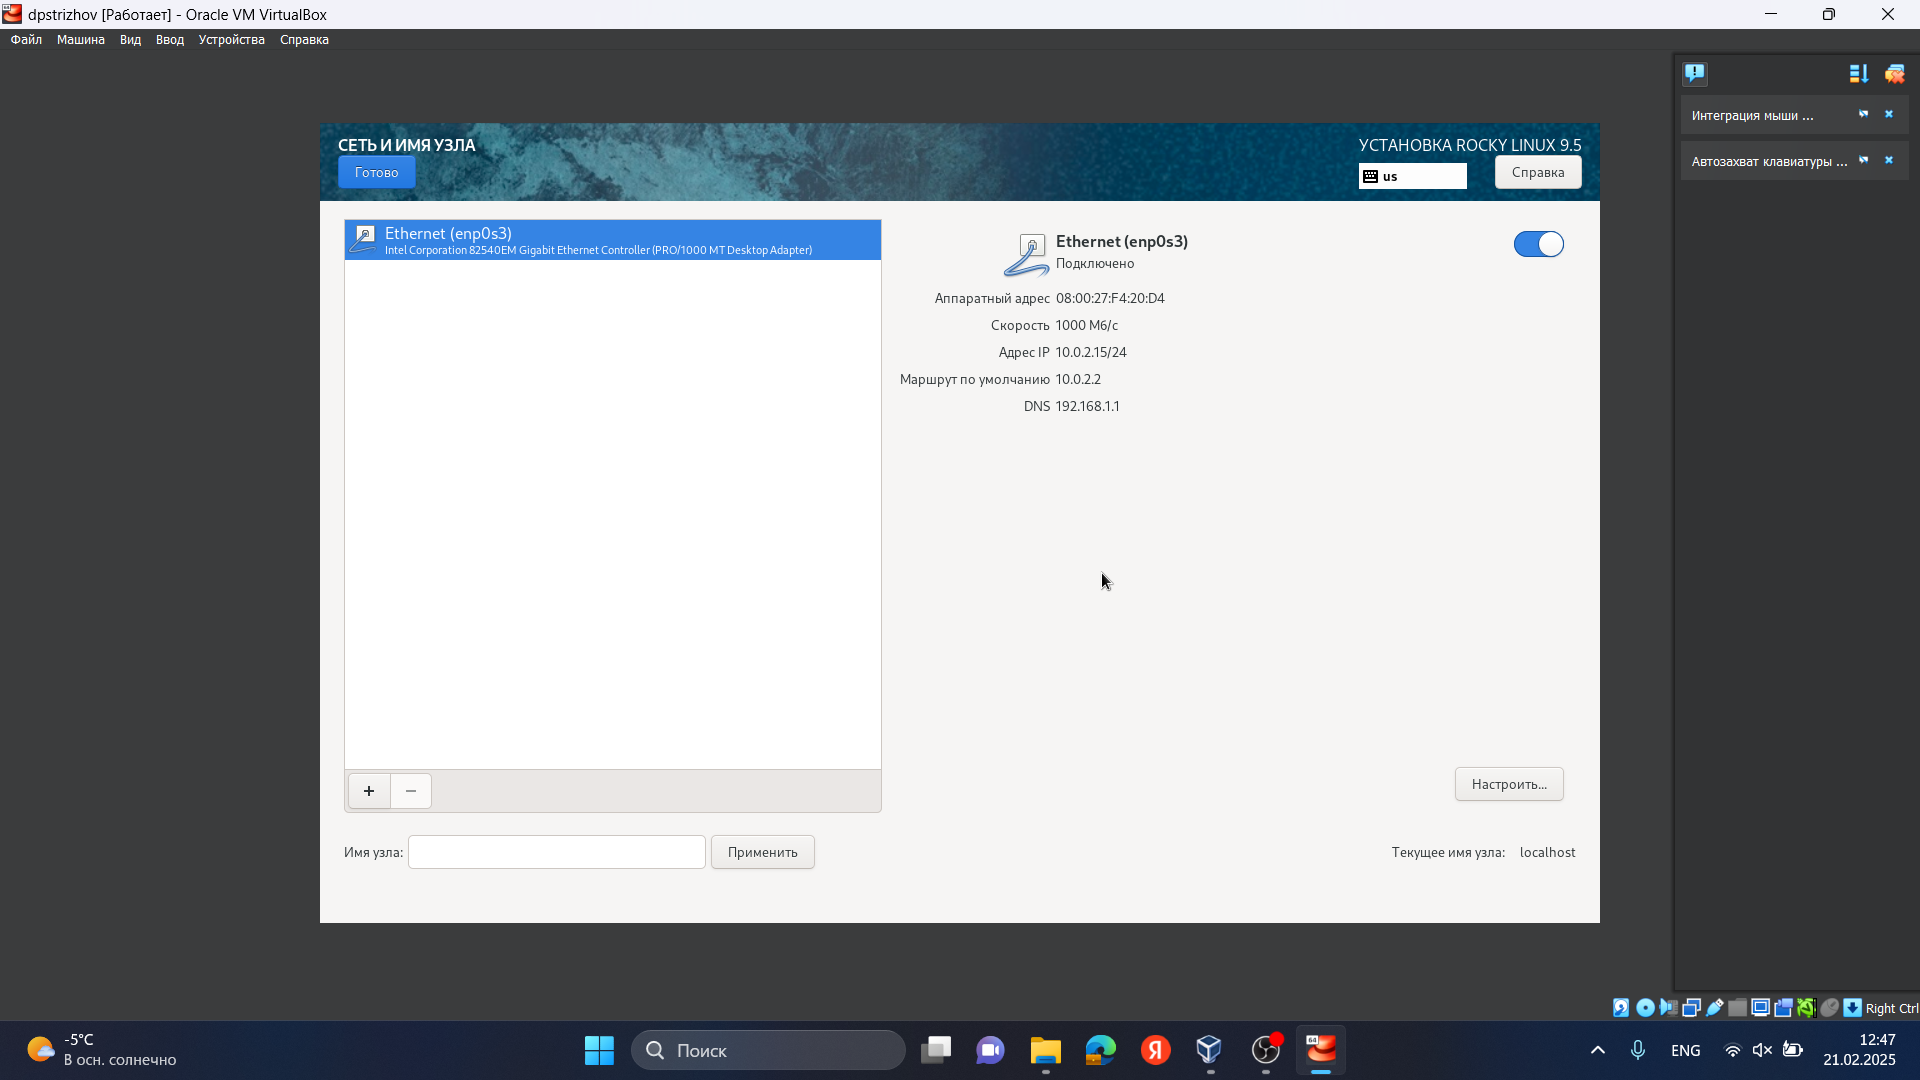 dpstrizhov [Работает] - Oracle VM VirtualBox
Файл Машина Вид Ввод Устройства Справка
Интеграция мыши ...
Автозахват клавиатуры ...
СЕТЬ И ИМЯ УЗЛА
Готово
УСТАНОВКА ROCKY LINUX 9.5
us
Справка
Ethernet (enp0s3)
Intel Corporation 82540EM Gigabit Ethernet Controller (PRO/1000 MT Desktop Adapter)
Ethernet (enp0s3)
Подключено
Аппаратный адрес 08:00:27:F4:20:D4
Скорость 1000 Мб/с
Адрес IP 10.0.2.15/24
Маршрут по умолчанию 10.0.2.2
DNS 192.168.1.1
+ −
Настроить...
Имя узла:
Применить
Текущее имя узла: localhost
Right Ctrl
-5°C
В осн. солнечно
Поиск
ENG
12:47
21.02.2025